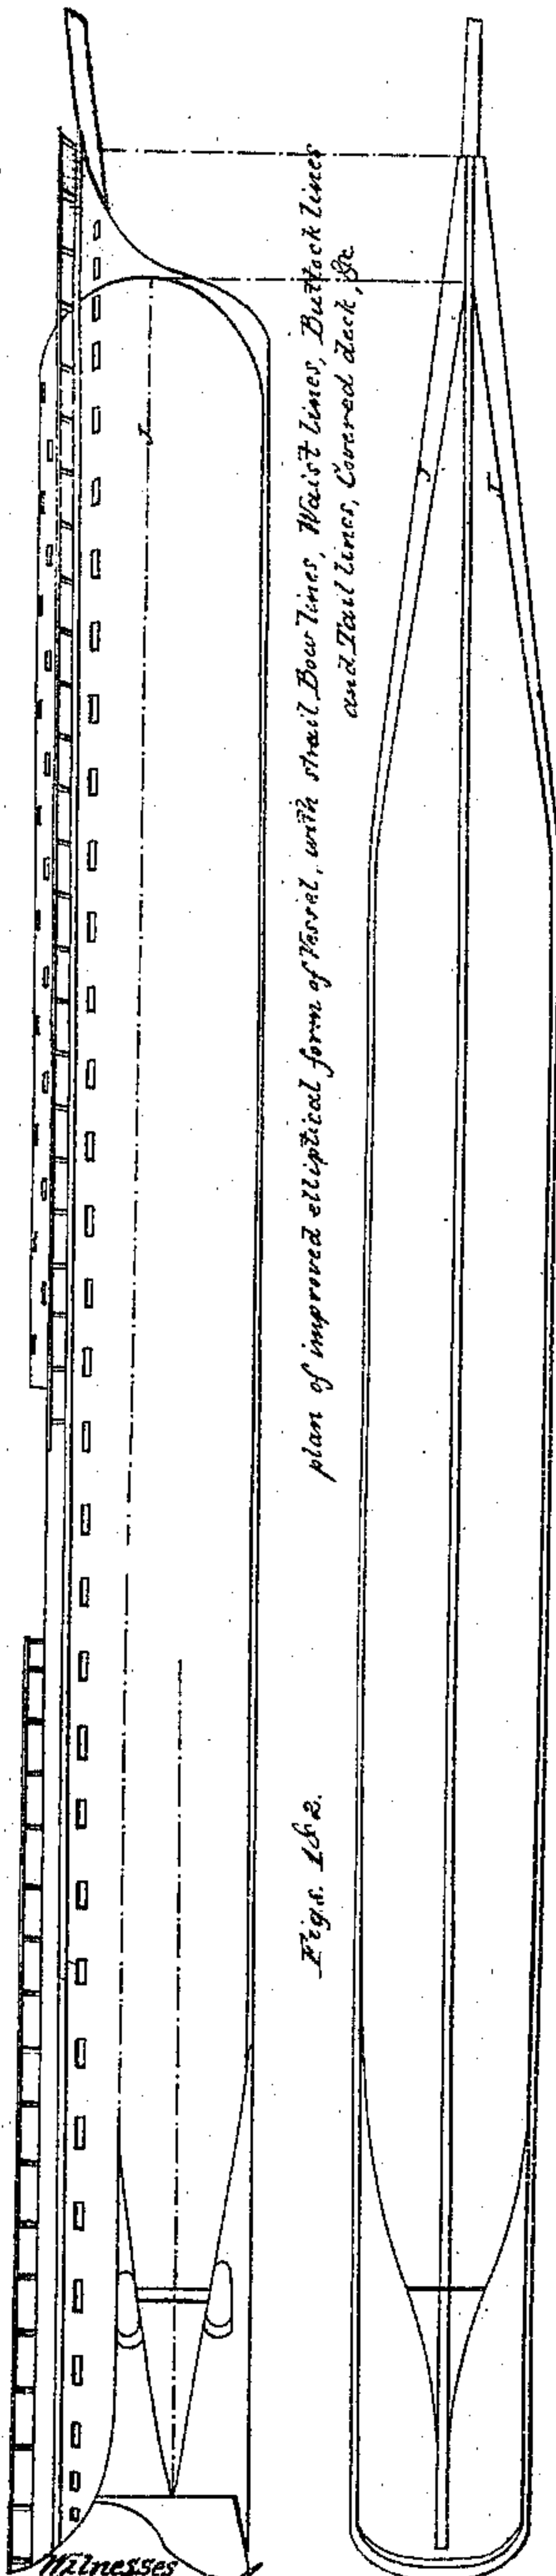 Figs. 1 & 2.
plan of improved elliptical form of Vessel, with strait Bow lines, Waist lines, Buttock lines
and Tail lines, Covered deck, &c
Witnesses